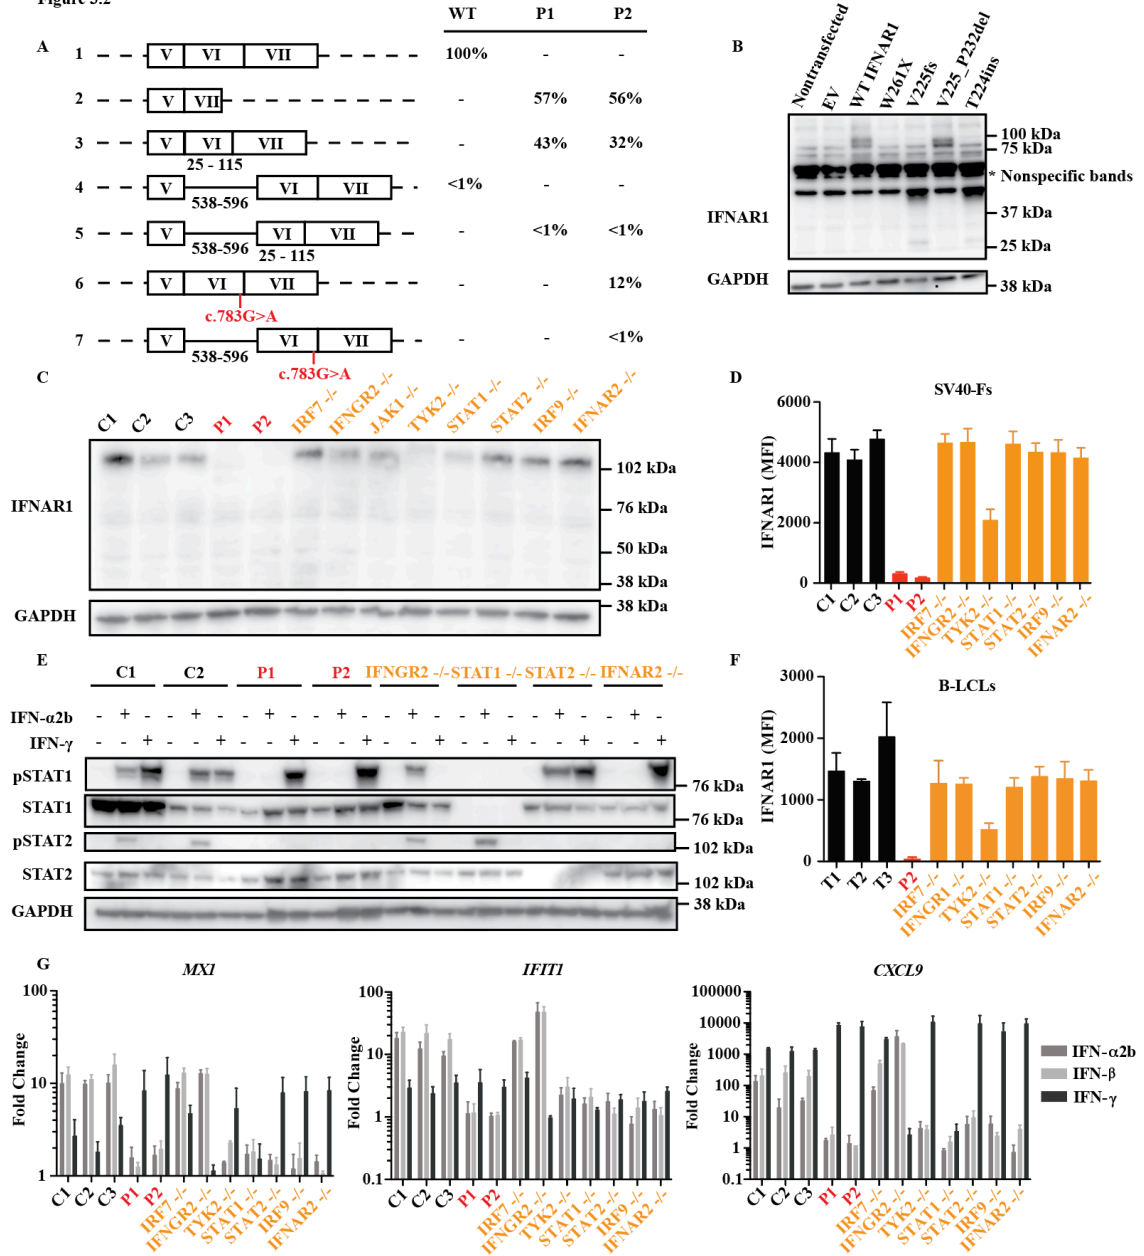 Figure 3.2
WT P1 P2
A
1 V VI VII 100% - -
2 V VII - 57% 56%
3 V VI VII - 43% 32%
25 - 115
4 V VI VII <1% - -
538-596
5 V VI VII - <1% <1%
538-596 25 - 115
6 V VI VII - - 12%
c.783G>A
7 V VI VII - - <1%
538-596
c.783G>A
B
Nontransfected EV WT IFNAR1 W261X V225fs V225_P232del T224ins
100 kDa
75 kDa
* Nonspecific bands
IFNAR1
37 kDa
25 kDa
GAPDH
38 kDa
C
C1 C2 C3 P1 P2 IRF7 -/- IFNGR2 -/- JAK1 -/- TYK2 -/- STAT1 -/- STAT2 -/- IRF9 -/- IFNAR2 -/-
102 kDa
IFNAR1
76 kDa
50 kDa
38 kDa
GAPDH
38 kDa
D
SV40-Fs
IFNAR1 (MFI)
6000
4000
2000
0
C1 C2 C3 P1 P2 IRF7 -/- IFNGR2 -/- TYK2 -/- STAT1 -/- STAT2 -/- IRF9 -/- IFNAR2 -/-
E
C1 C2 P1 P2 IFNGR2 -/- STAT1 -/- STAT2 -/- IFNAR2 -/-
IFN-α2b - + - - + - - + - - + - - + - - + - - + - - + -
IFN-γ - - + - - + - - + - - + - - + - - + - - + - - +
pSTAT1
76 kDa
STAT1
76 kDa
pSTAT2
102 kDa
STAT2
102 kDa
GAPDH
38 kDa
F
B-LCLs
IFNAR1 (MFI)
3000
2000
1000
0
T1 T2 T3 P2 IRF7 -/- IFNGR1 -/- TYK2 -/- STAT1 -/- STAT2 -/- IRF9 -/- IFNAR2 -/-
G
MX1
Fold Change
100
10
1
C1 C2 C3 P1 P2 IRF7 -/- IFNGR2 -/- TYK2 -/- STAT1 -/- STAT2 -/- IRF9 -/- IFNAR2 -/-
IFIT1
Fold Change
100
10
1
0.1
C1 C2 C3 P1 P2 IRF7 -/- IFNGR2 -/- TYK2 -/- STAT1 -/- STAT2 -/- IRF9 -/- IFNAR2 -/-
CXCL9
Fold Change
100000
10000
1000
100
10
1
0.1
C1 C2 C3 P1 P2 IRF7 -/- IFNGR2 -/- TYK2 -/- STAT1 -/- STAT2 -/- IRF9 -/- IFNAR2 -/-
IFN-α2b
IFN-β
IFN-γ